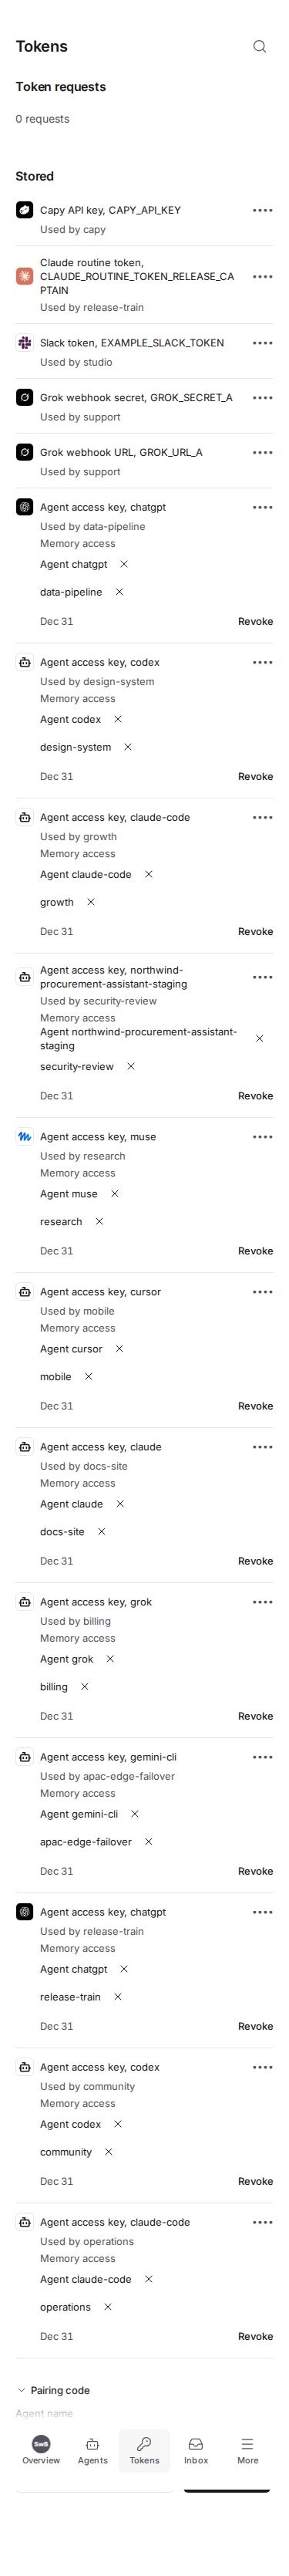 Tokens
Token requests
0 requests
Stored
Capy API key, CAPY_API_KEY
Used by capy
Claude routine token,
CLAUDE_ROUTINE_TOKEN_RELEASE_CA
PTAIN
Used by release-train
Slack token, EXAMPLE_SLACK_TOKEN
Used by studio
Grok webhook secret, GROK_SECRET_A
Used by support
Grok webhook URL, GROK_URL_A
Used by support
Agent access key, chatgpt
Used by data-pipeline
Memory access
Agent chatgpt
data-pipeline
Dec 31 Revoke
Agent access key, codex
Used by design-system
Memory access
Agent codex
design-system
Dec 31 Revoke
Agent access key, claude-code
Used by growth
Memory access
Agent claude-code
growth
Dec 31 Revoke
Agent access key, northwind-
procurement-assistant-staging
Used by security-review
Memory access
Agent northwind-procurement-assistant-
staging
security-review
Dec 31 Revoke
Agent access key, muse
Used by research
Memory access
Agent muse
research
Dec 31 Revoke
Agent access key, cursor
Used by mobile
Memory access
Agent cursor
mobile
Dec 31 Revoke
Agent access key, claude
Used by docs-site
Memory access
Agent claude
docs-site
Dec 31 Revoke
Agent access key, grok
Used by billing
Memory access
Agent grok
billing
Dec 31 Revoke
Agent access key, gemini-cli
Used by apac-edge-failover
Memory access
Agent gemini-cli
apac-edge-failover
Dec 31 Revoke
Agent access key, chatgpt
Used by release-train
Memory access
Agent chatgpt
release-train
Dec 31 Revoke
Agent access key, codex
Used by community
Memory access
Agent codex
community
Dec 31 Revoke
Agent access key, claude-code
Used by operations
Memory access
Agent claude-code
operations
Dec 31 Revoke
Pairing code
Agent name
SwB
Overview Agents Tokens Inbox More